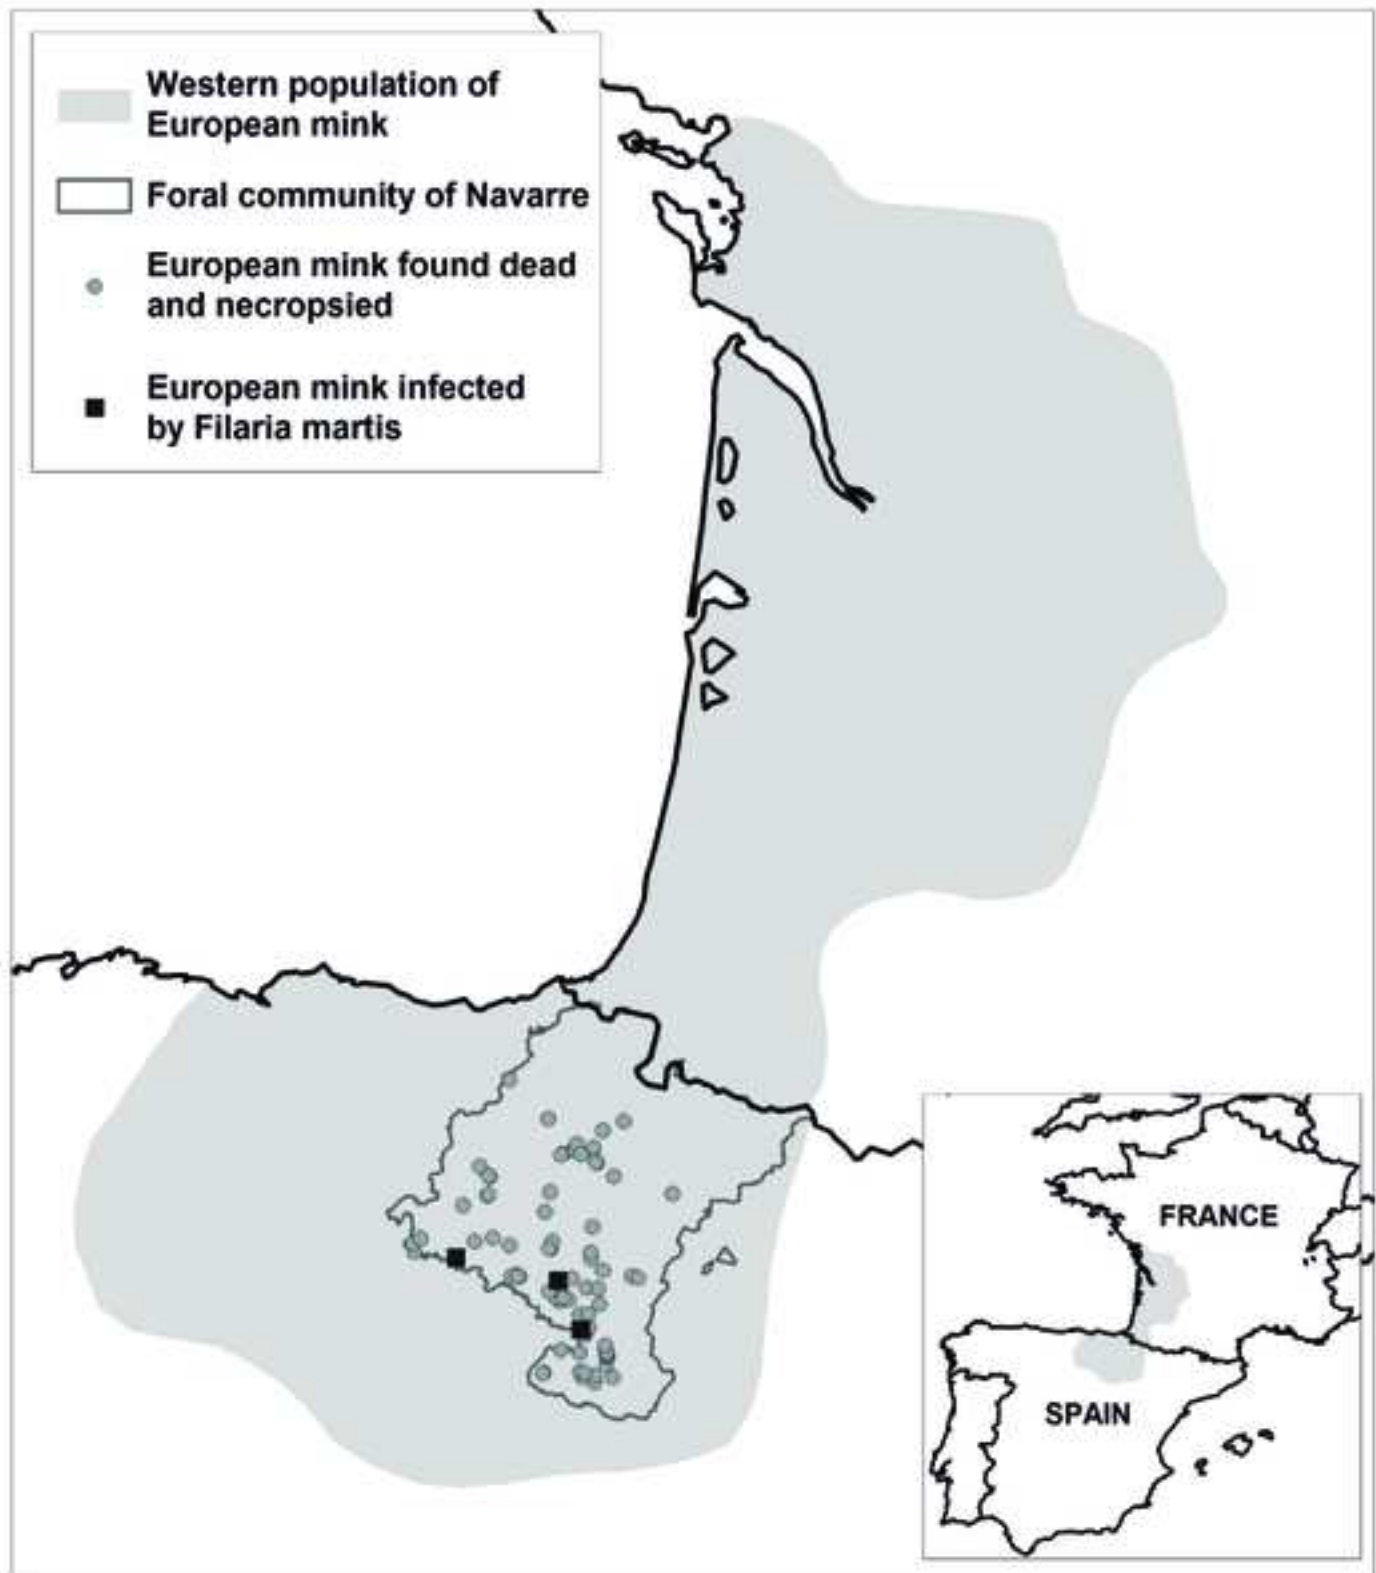 Western population of
European mink
Foral community of Navarre
European mink found dead
and necropsied
European mink infected
by Filaria martis
FRANCE
SPAIN